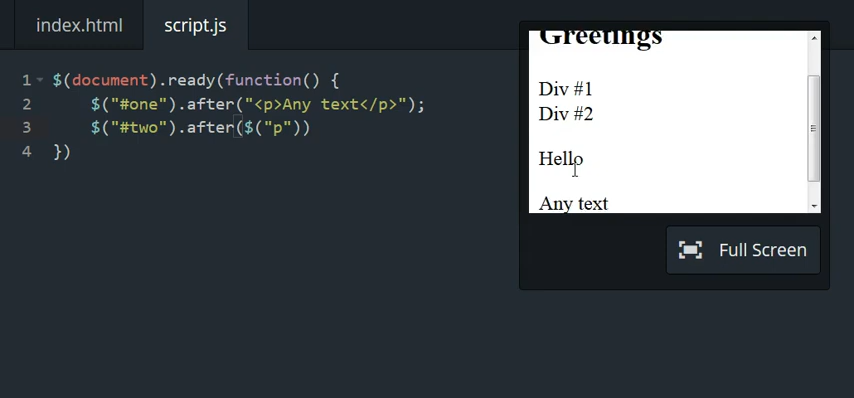 index.html
script.js
1 $(document).ready(function() {
2 $("#one").after("<p>Any text</p>");
3 $("#two").after($("p"))
4 })
Greetings
Div #1
Div #2
Hello
Any text
Full Screen